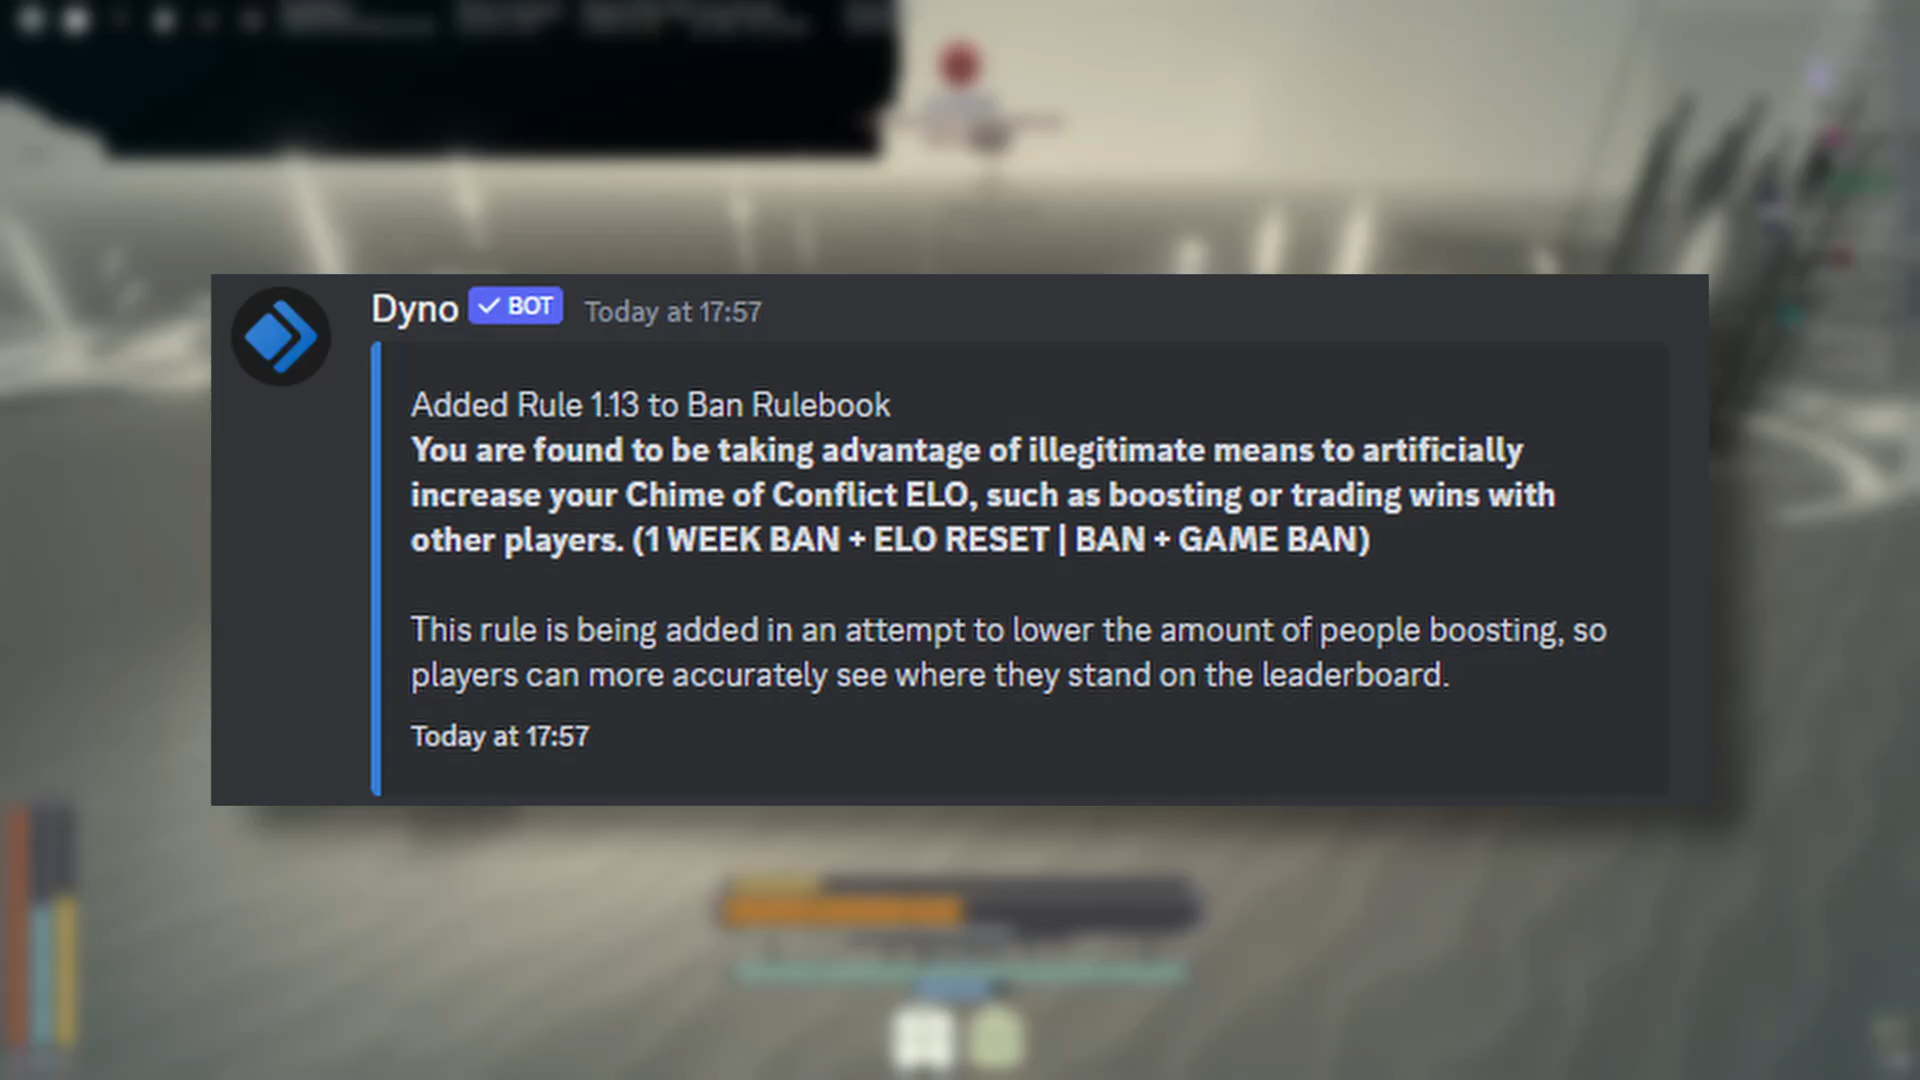 Dyno BOT Today at 17:57
Added Rule 1.13 to Ban Rulebook
You are found to be taking advantage of illegitimate means to artificially
increase your Chime of Conflict ELO, such as boosting or trading wins with
other players. (1 WEEK BAN + ELO RESET | BAN + GAME BAN)
This rule is being added in an attempt to lower the amount of people boosting, so
players can more accurately see where they stand on the leaderboard.
Today at 17:57